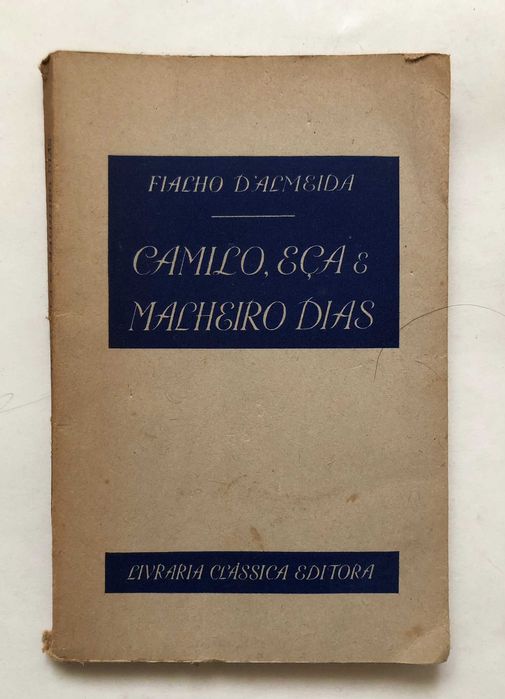 FIALHO D'ALMEIDA
CAMILO, EÇA E
MALHEIRO DIAS
LIVRARIA CLÁSSICA EDITORA